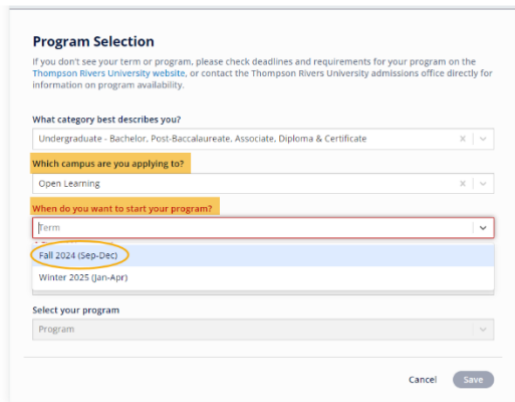 Program Selection
If you don't see your term or program, please check deadlines and requirements for your program on the
Thompson Rivers University website, or contact the Thompson Rivers University admissions office directly for
information on program availability.
What category best describes you?
Undergraduate - Bachelor, Post-Baccalaureate, Associate, Diploma & Certificate
Which campus are you applying to?
Open Learning
When do you want to start your program?
Term
Fall 2024 (Sep-Dec)
Winter 2025 (Jan-Apr)
Select your program
Program
Cancel Save